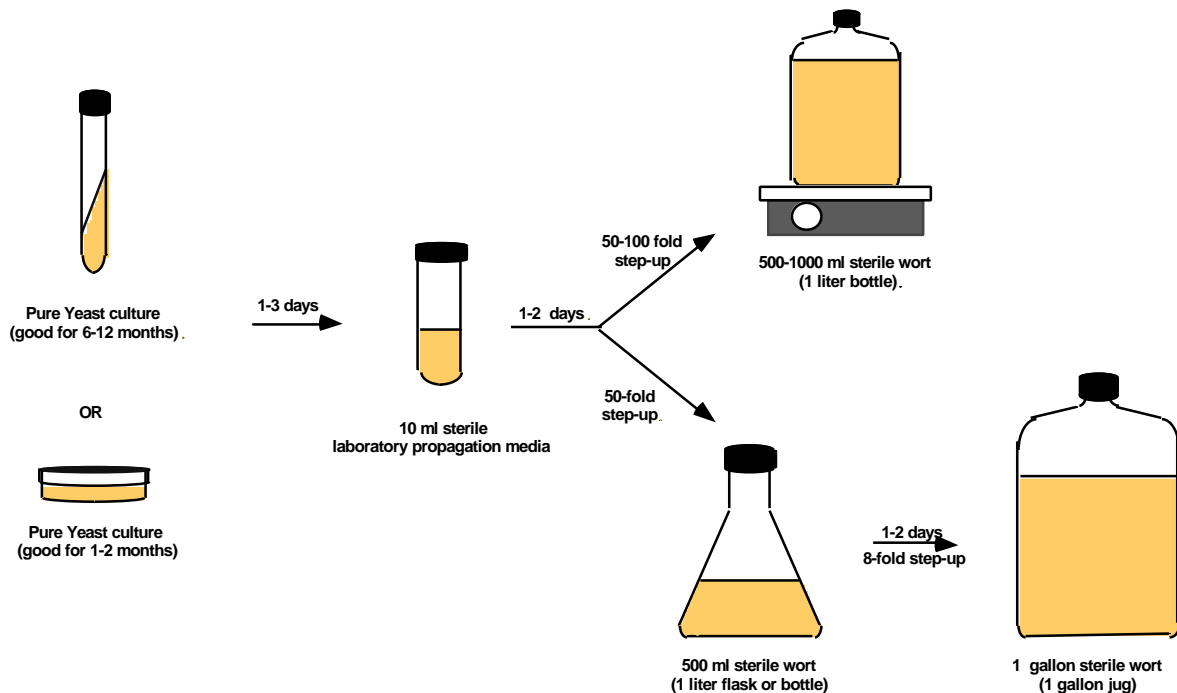 Pure Yeast culture
(good for 6-12 months) .
OR
Pure Yeast culture
(good for 1-2 months)
1-3 days
10 ml sterile
laboratory propagation media
1-2 days .
50-100 fold
step-up
500-1000 ml sterile wort
(1 liter bottle) .
50-fold
step-up .
500 ml sterile wort
(1 liter flask or bottle)
1-2 days
8-fold step-up
1 gallon sterile wort
(1 gallon jug)